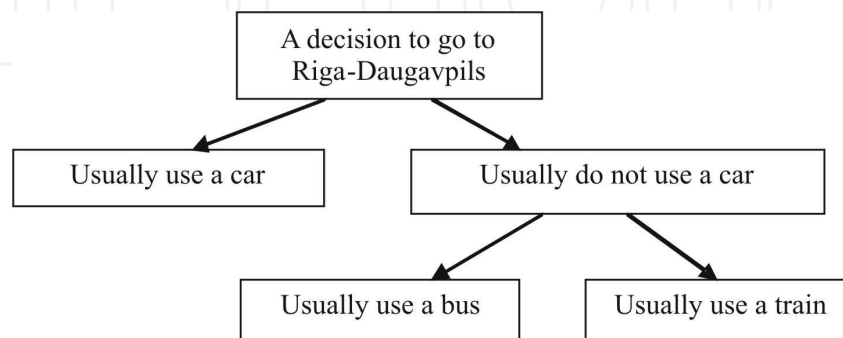 A decision to go to
Riga-Daugavpils
Usually use a car
Usually do not use a car
Usually use a bus
Usually use a train